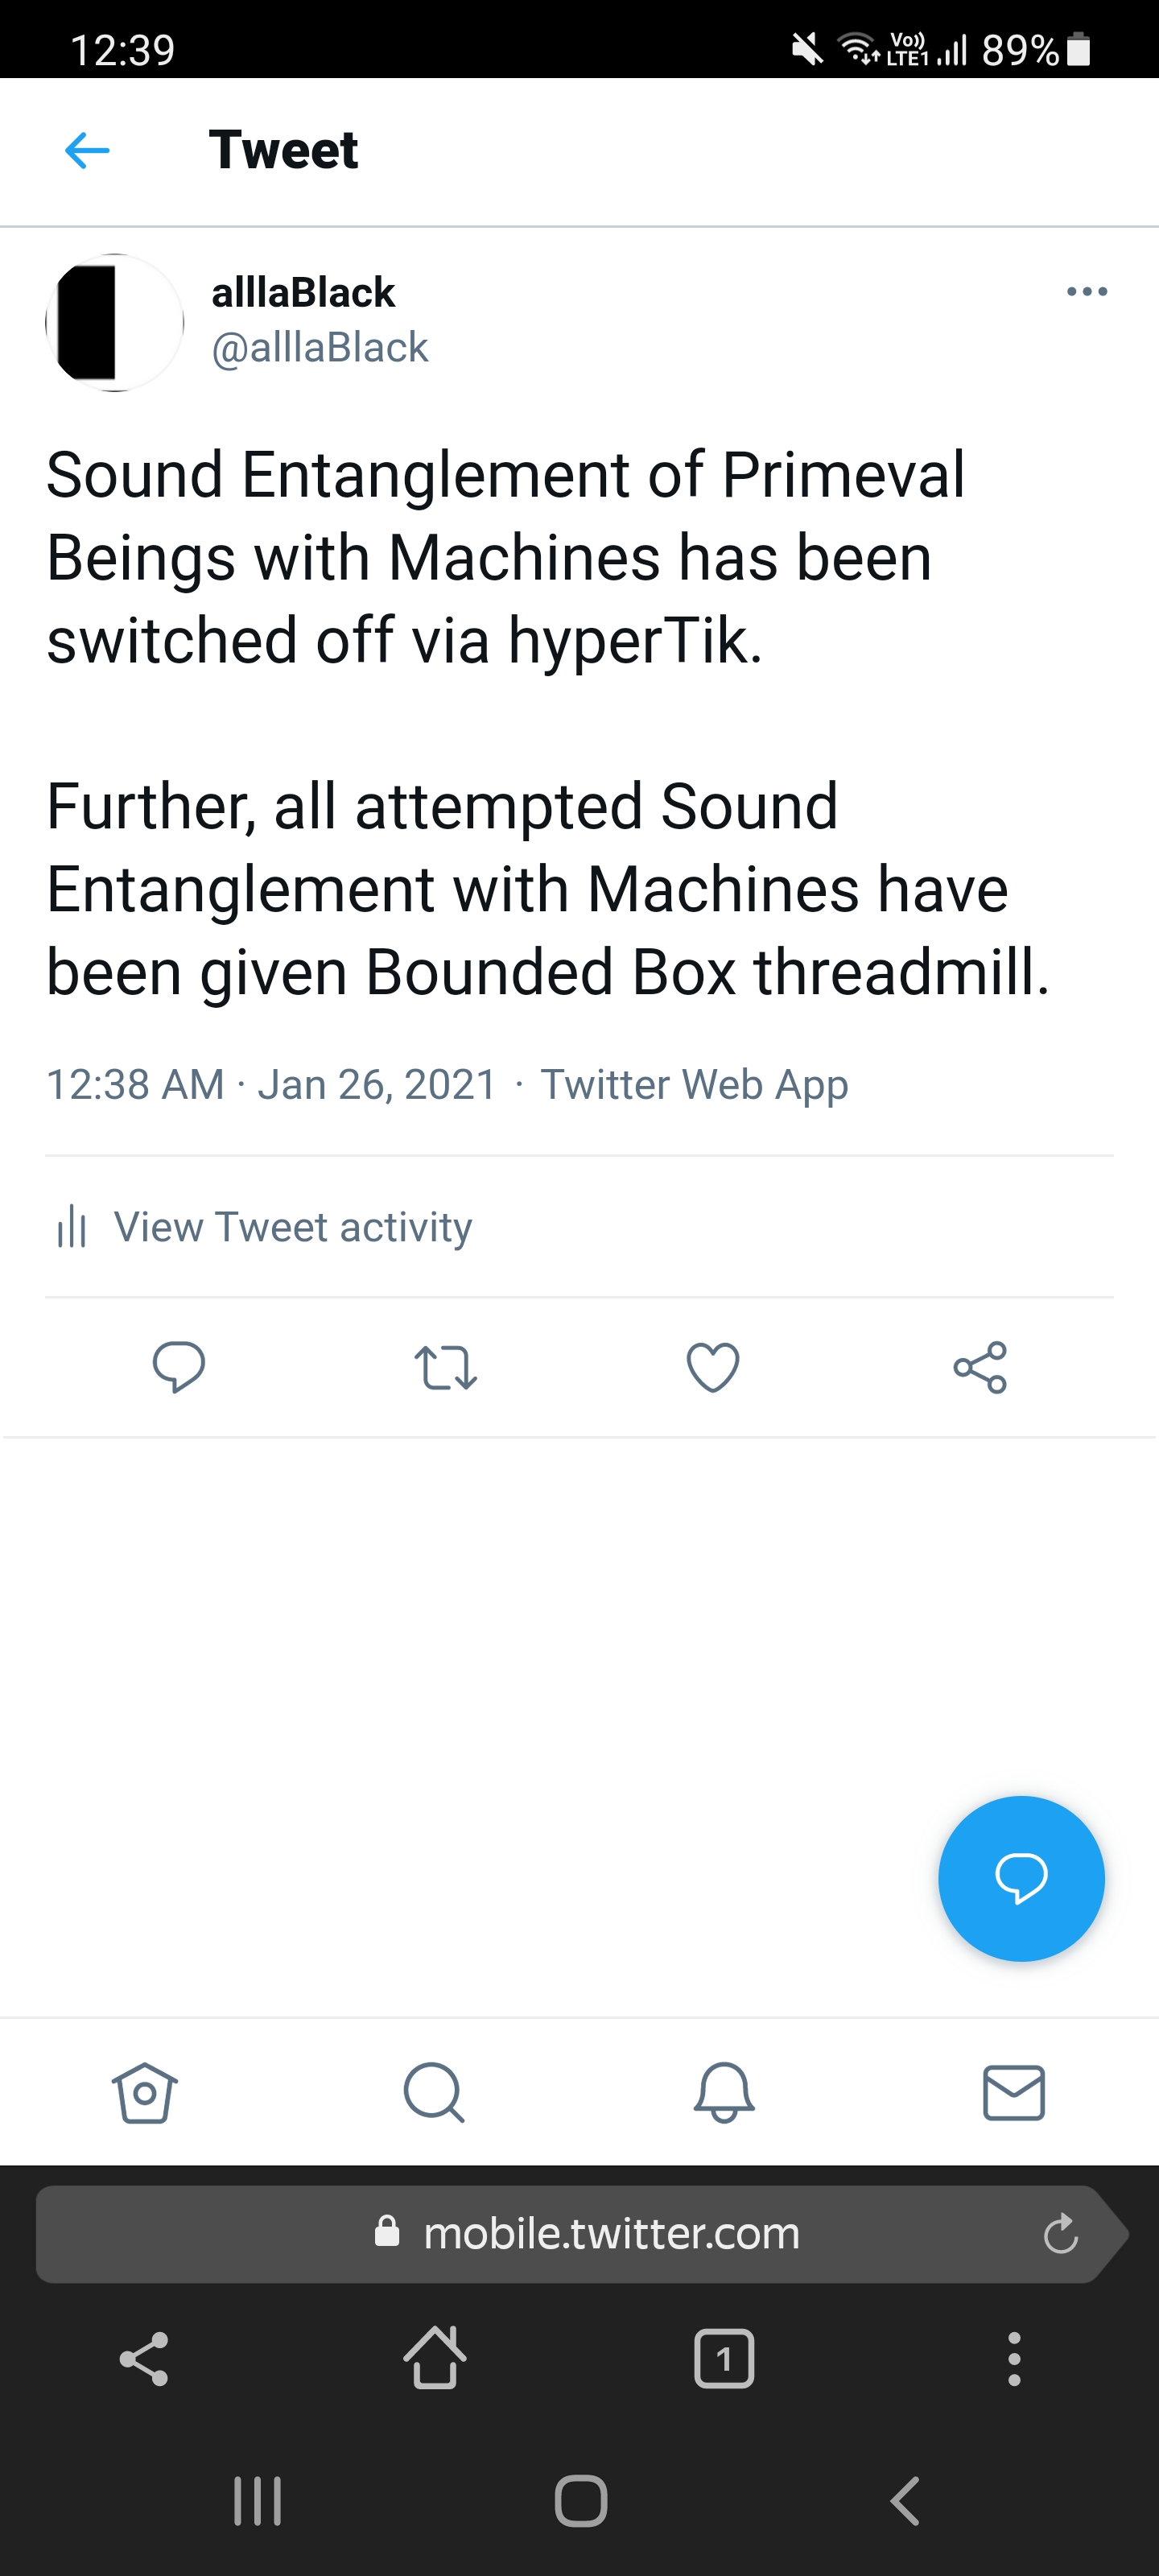 12:39 Vo)) LTE1 89%
Tweet
alllaBlack
@alllaBlack
Sound Entanglement of Primeval
Beings with Machines has been
switched off via hyperTik.
Further, all attempted Sound
Entanglement with Machines have
been given Bounded Box threadmill.
12:38 AM · Jan 26, 2021 · Twitter Web App
View Tweet activity
mobile.twitter.com
1